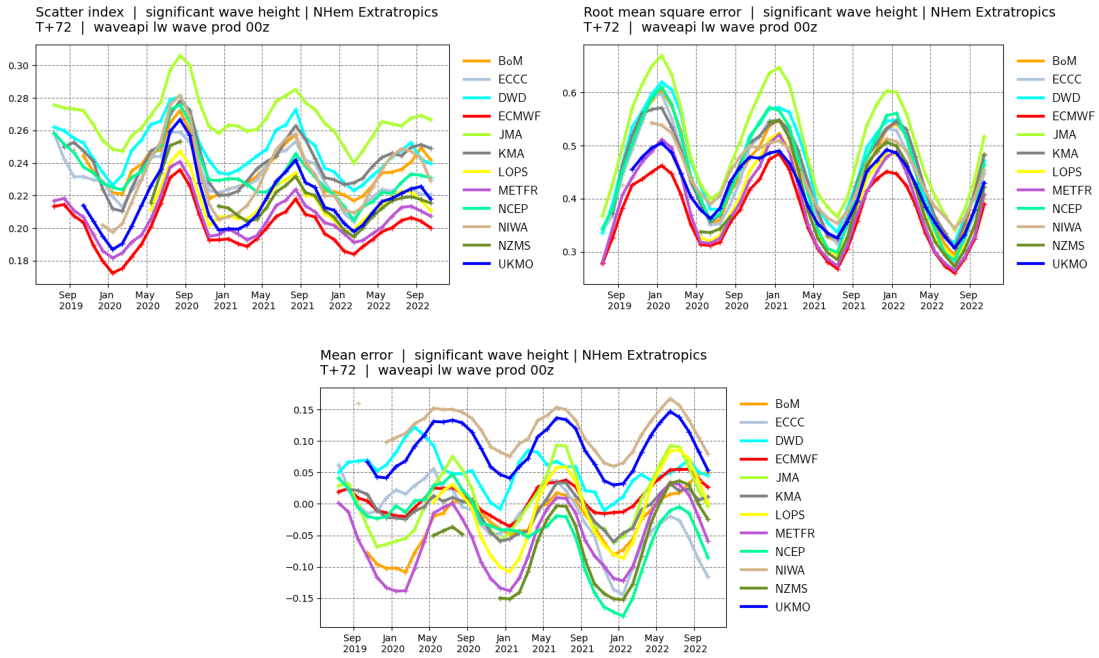 Scatter index | significant wave height | NHem Extratropics
T+72 | waveapi lw wave prod 00z
0.30
0.28
0.26
0.24
0.22
0.20
0.18
Sep 2019
Jan 2020
May 2020
Sep 2020
Jan 2021
May 2021
Sep 2021
Jan 2022
May 2022
Sep 2022
BoM
ECCC
DWD
ECMWF
JMA
KMA
LOPS
METFR
NCEP
NIWA
NZMS
UKMO
Root mean square error | significant wave height | NHem Extratropics
T+72 | waveapi lw wave prod 00z
0.6
0.5
0.4
0.3
Sep 2019
Jan 2020
May 2020
Sep 2020
Jan 2021
May 2021
Sep 2021
Jan 2022
May 2022
Sep 2022
BoM
ECCC
DWD
ECMWF
JMA
KMA
LOPS
METFR
NCEP
NIWA
NZMS
UKMO
Mean error | significant wave height | NHem Extratropics
T+72 | waveapi lw wave prod 00z
0.15
0.10
0.05
0.00
−0.05
−0.10
−0.15
Sep 2019
Jan 2020
May 2020
Sep 2020
Jan 2021
May 2021
Sep 2021
Jan 2022
May 2022
Sep 2022
BoM
ECCC
DWD
ECMWF
JMA
KMA
LOPS
METFR
NCEP
NIWA
NZMS
UKMO